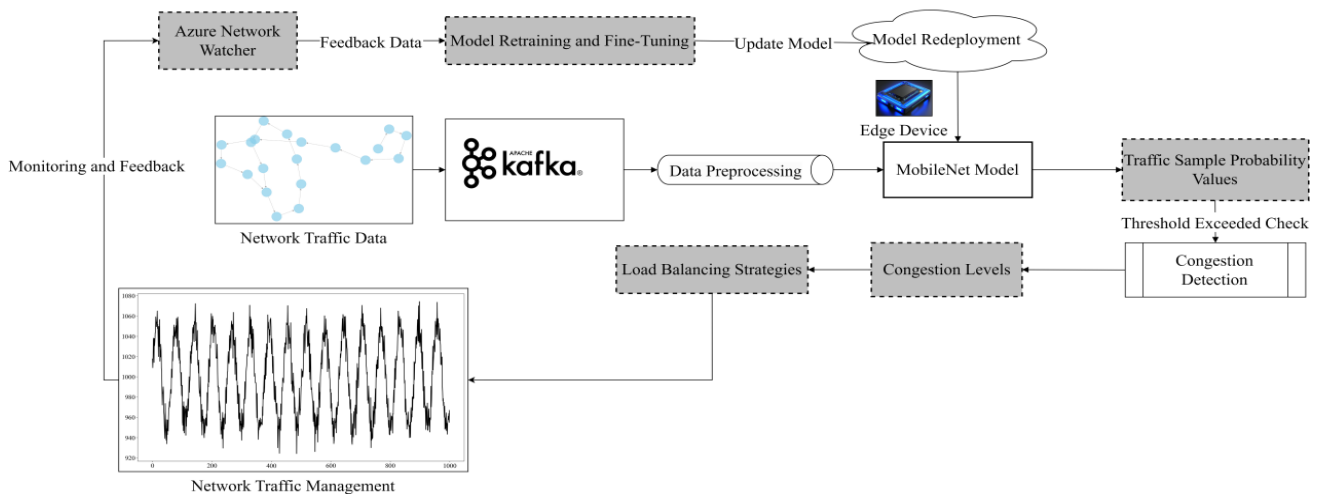 Azure Network
Watcher
Feedback Data
Model Retraining and Fine-Tuning
Update Model
Model Redeployment
Edge Device
Monitoring and Feedback
APACHE
kafka®
Data Preprocessing
MobileNet Model
Traffic Sample Probability
Values
Network Traffic Data
Threshold Exceeded Check
Load Balancing Strategies
Congestion Levels
Congestion
Detection
1080
1060
1040
1020
1000
980
960
940
920
0
200
400
600
800
1000
Network Traffic Management